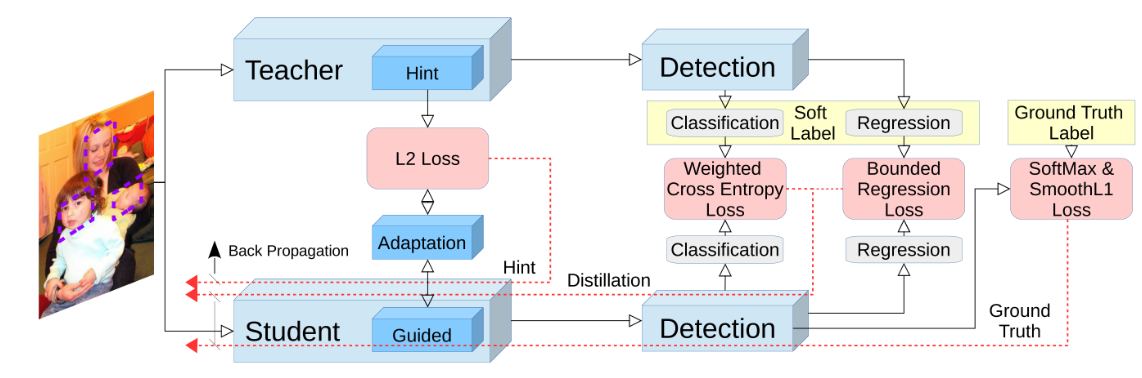 Teacher
Hint
Detection
Classification
Soft
Label
Regression
Ground Truth
Label
L2 Loss
Weighted
Cross Entropy
Loss
Bounded
Regression
Loss
SoftMax &
SmoothL1
Loss
Adaptation
Classification
Regression
Back Propagation
Hint
Distillation
Student
Guided
Detection
Ground
Truth